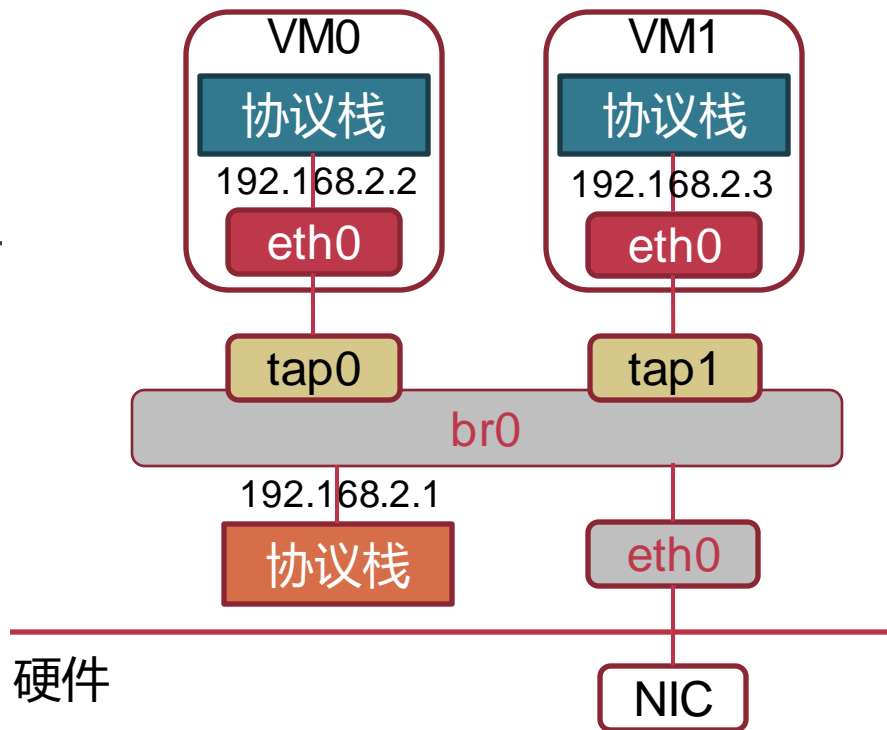 VM0
VM1
协议栈
协议栈
192.168.2.2
192.168.2.3
eth0
eth0
tap0
tap1
br0
192.168.2.1
协议栈
eth0
硬件
NIC